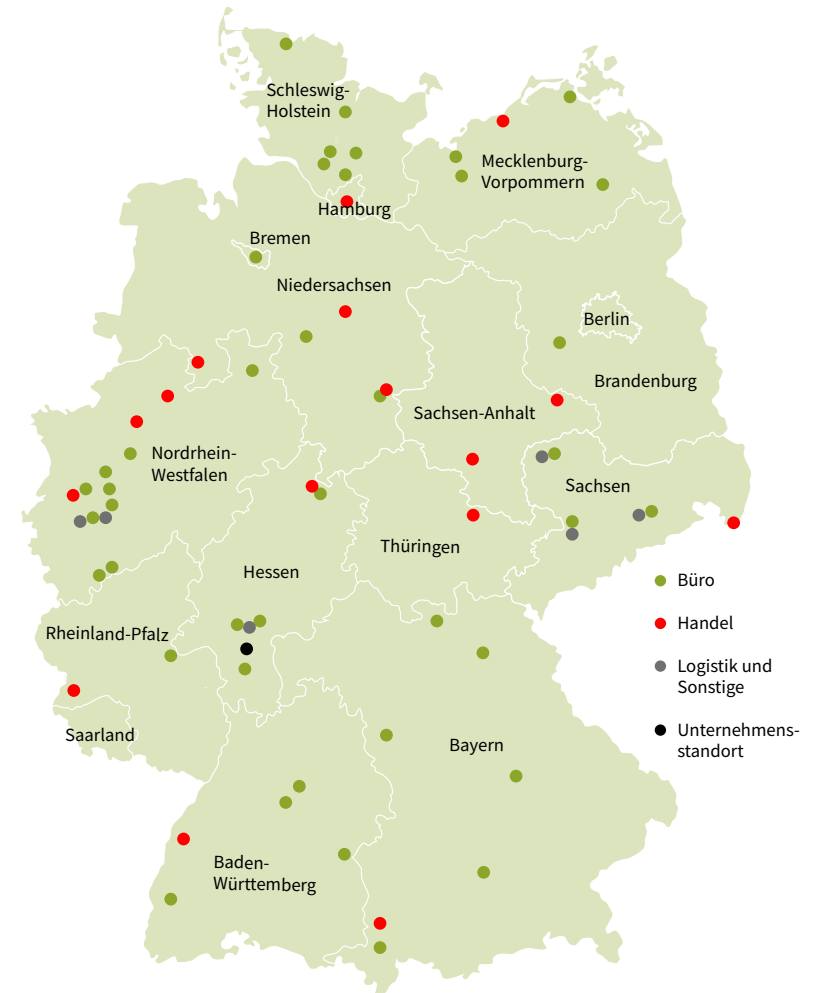 Schleswig-
Holstein
Mecklenburg-
Vorpommern
Hamburg
Bremen
Niedersachsen
Berlin
Brandenburg
Sachsen-Anhalt
Nordrhein-
Westfalen
Sachsen
Thüringen
Hessen
Rheinland-Pfalz
Saarland
Bayern
Baden-
Württemberg
Büro
Handel
Logistik und
Sonstige
Unternehmens-
standort